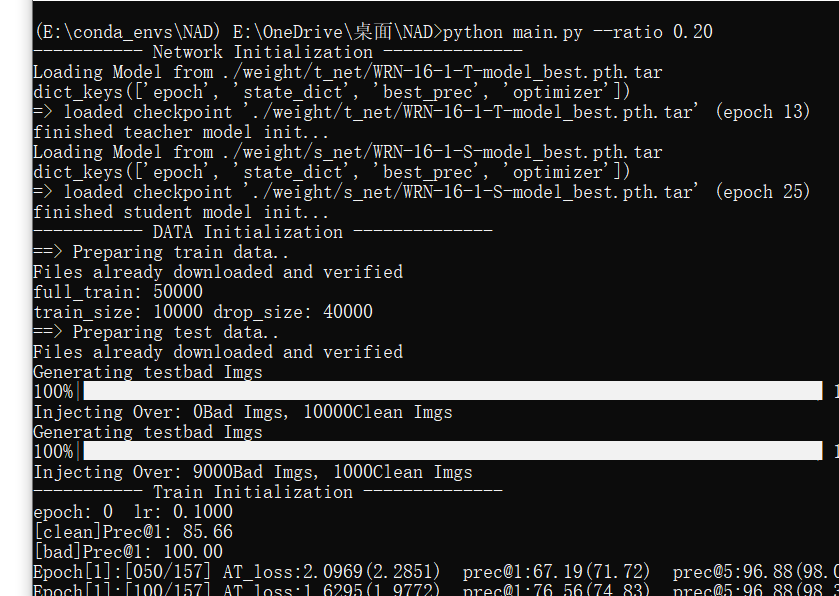 (E:\conda_envs\NAD) E:\OneDrive\桌面\NAD>python main.py --ratio 0.20
----------- Network Initialization --------------
Loading Model from ./weight/t_net/WRN-16-1-T-model_best.pth.tar
dict_keys(['epoch', 'state_dict', 'best_prec', 'optimizer'])
=> loaded checkpoint './weight/t_net/WRN-16-1-T-model_best.pth.tar' (epoch 13)
finished teacher model init...
Loading Model from ./weight/s_net/WRN-16-1-S-model_best.pth.tar
dict_keys(['epoch', 'state_dict', 'best_prec', 'optimizer'])
=> loaded checkpoint './weight/s_net/WRN-16-1-S-model_best.pth.tar' (epoch 25)
finished student model init...
----------- DATA Initialization --------------
==> Preparing train data..
Files already downloaded and verified
full_train: 50000
train_size: 10000 drop_size: 40000
==> Preparing test data..
Files already downloaded and verified
Generating testbad Imgs
100%| | 1
Injecting Over: 0Bad Imgs, 10000Clean Imgs
Generating testbad Imgs
100%| | 1
Injecting Over: 9000Bad Imgs, 1000Clean Imgs
----------- Train Initialization --------------
epoch: 0  lr: 0.1000
[clean]Prec@1: 85.66
[bad]Prec@1: 100.00
Epoch[1]:[050/157] AT_loss:2.0969(2.2851)  prec@1:67.19(71.72)  prec@5:96.88(98.0
Epoch[1]:[100/157] AT_loss:1.6295(1.9772)  prec@1:76.56(74.83)  prec@5:96.88(98.3